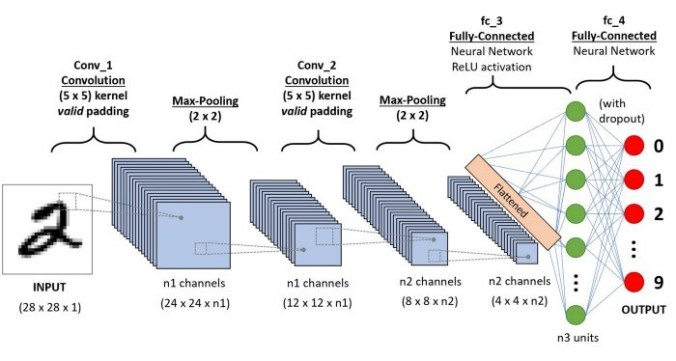 fc_3
Fully-Connected
Neural Network
ReLU activation
fc_4
Fully-Connected
Neural Network
Conv_1
Convolution
(5 x 5) kernel
valid padding
Max-Pooling
(2 x 2)
Conv_2
Convolution
(5 x 5) kernel
valid padding
Max-Pooling
(2 x 2)
(with
dropout)
Flattened
2
0
1
2
9
INPUT
(28 x 28 x 1)
n1 channels
(24 x 24 x n1)
n1 channels
(12 x 12 x n1)
n2 channels
(8 x 8 x n2)
n2 channels
(4 x 4 x n2)
OUTPUT
n3 units